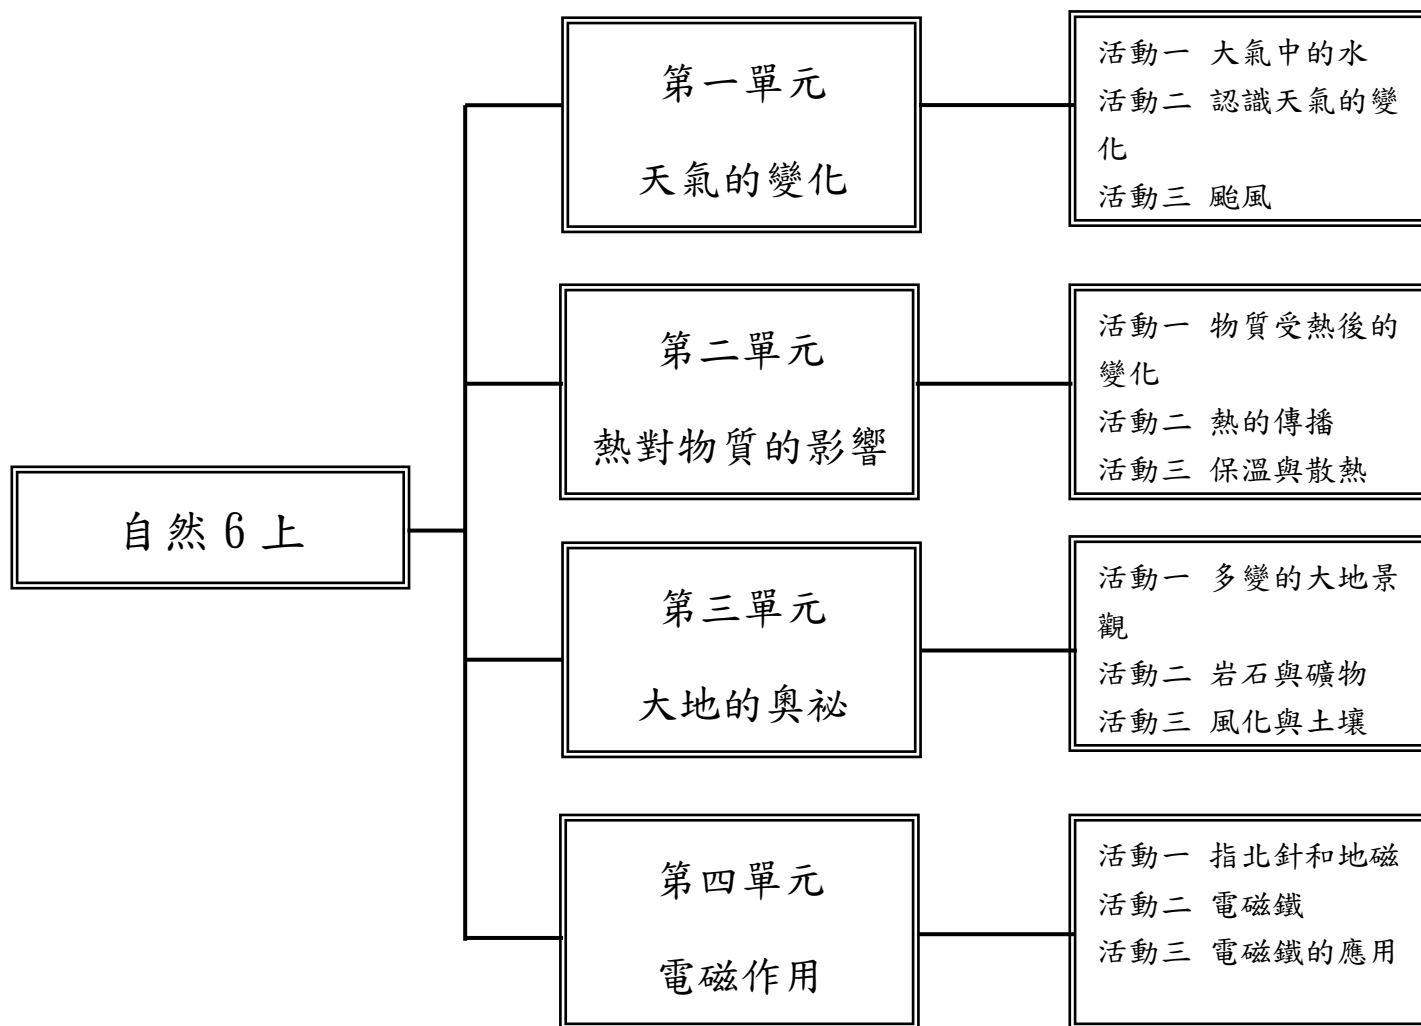 自然6上
第一單元
天氣的變化
活動一 大氣中的水
活動二 認識天氣的變
化
活動三 颱風
第二單元
熱對物質的影響
活動一 物質受熱後的
變化
活動二 熱的傳播
活動三 保溫與散熱
第三單元
大地的奧祕
活動一 多變的大地景
觀
活動二 岩石與礦物
活動三 風化與土壤
第四單元
電磁作用
活動一 指北針和地磁
活動二 電磁鐵
活動三 電磁鐵的應用